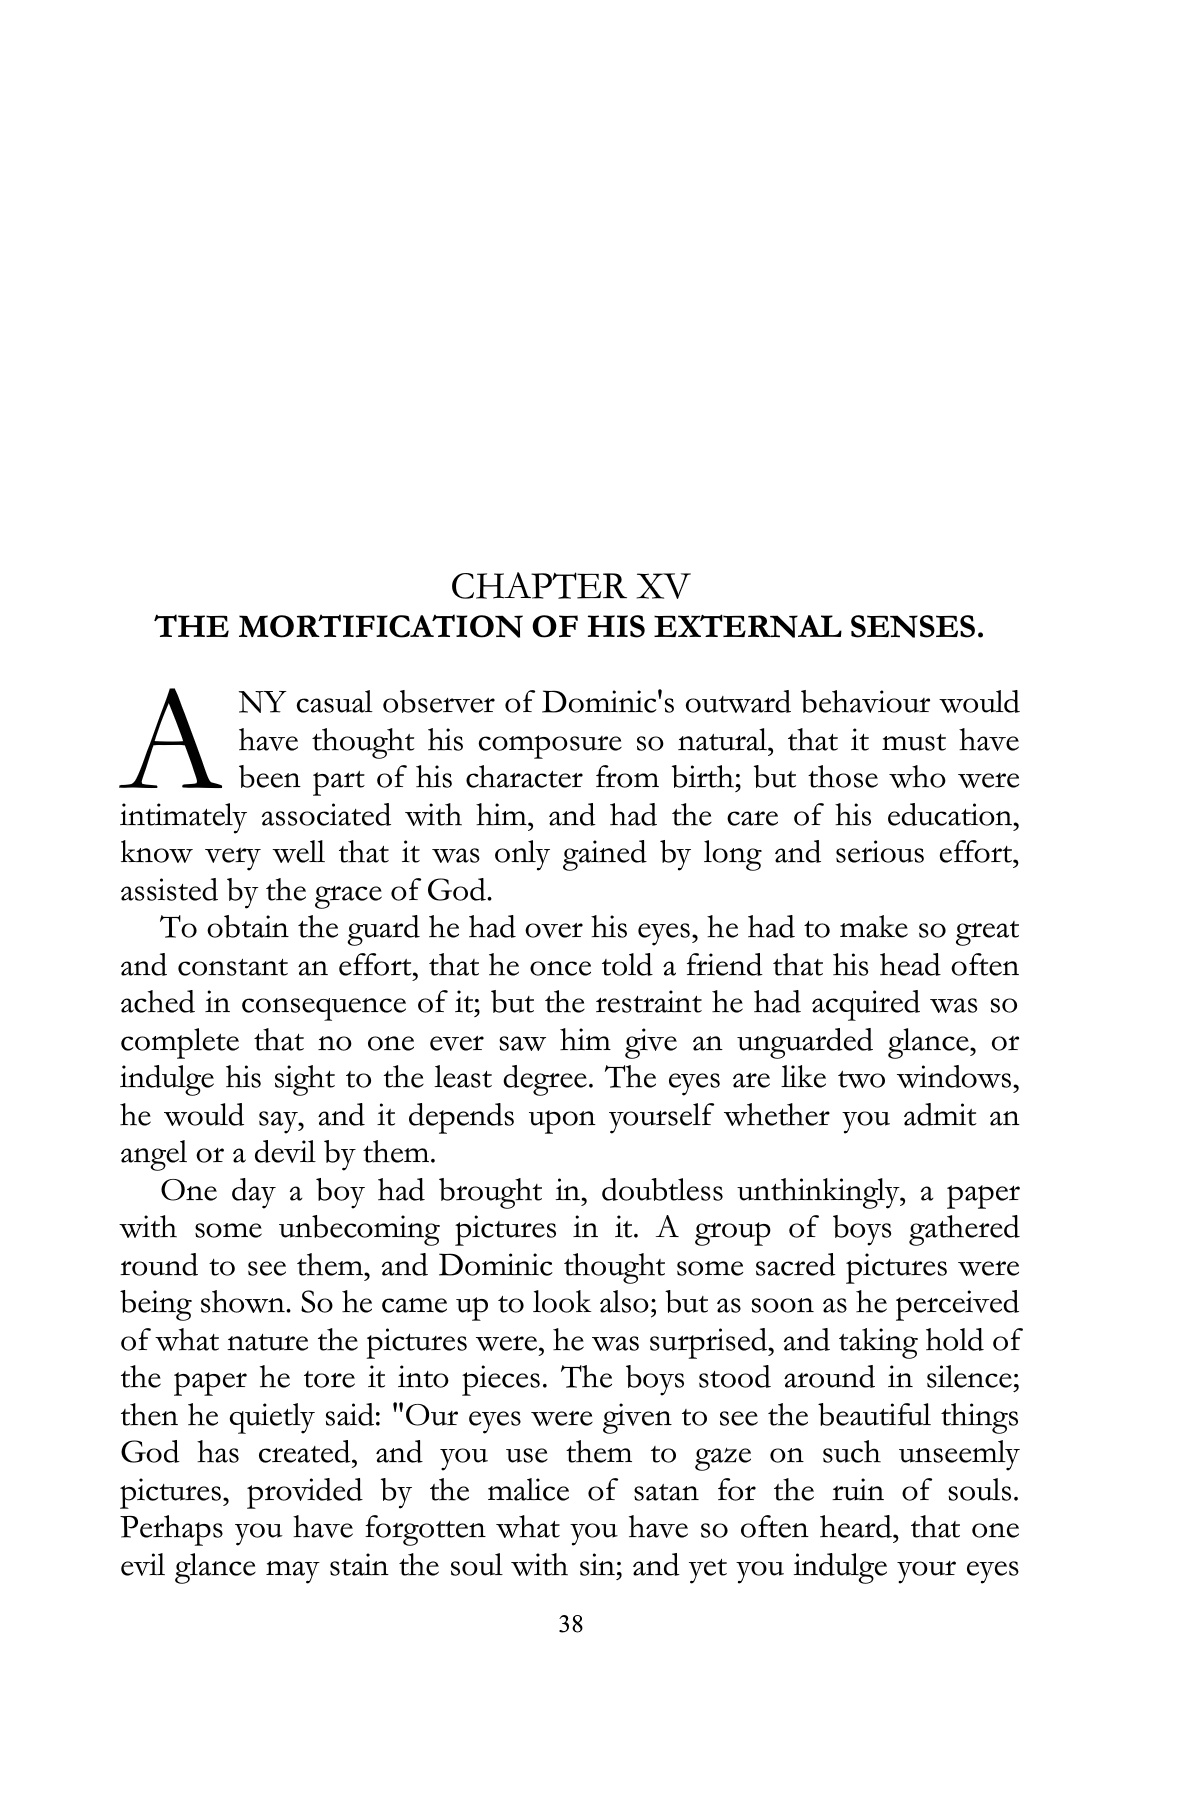 CHAPTER XV
THE MORTIFICATION OF HIS EXTERNAL SENSES.
ANY casual observer of Dominic's outward behaviour would
have thought his composure so natural, that it must have
been part of his character from birth; but those who were
intimately associated with him, and had the care of his education,
know very well that it was only gained by long and serious effort,
assisted by the grace of God.
To obtain the guard he had over his eyes, he had to make so great
and constant an effort, that he once told a friend that his head often
ached in consequence of it; but the restraint he had acquired was so
complete that no one ever saw him give an unguarded glance, or
indulge his sight to the least degree. The eyes are like two windows,
he would say, and it depends upon yourself whether you admit an
angel or a devil by them.
One day a boy had brought in, doubtless unthinkingly, a paper
with some unbecoming pictures in it. A group of boys gathered
round to see them, and Dominic thought some sacred pictures were
being shown. So he came up to look also; but as soon as he perceived
of what nature the pictures were, he was surprised, and taking hold of
the paper he tore it into pieces. The boys stood around in silence;
then he quietly said: "Our eyes were given to see the beautiful things
God has created, and you use them to gaze on such unseemly
pictures, provided by the malice of satan for the ruin of souls.
Perhaps you have forgotten what you have so often heard, that one
evil glance may stain the soul with sin; and yet you indulge your eyes
38